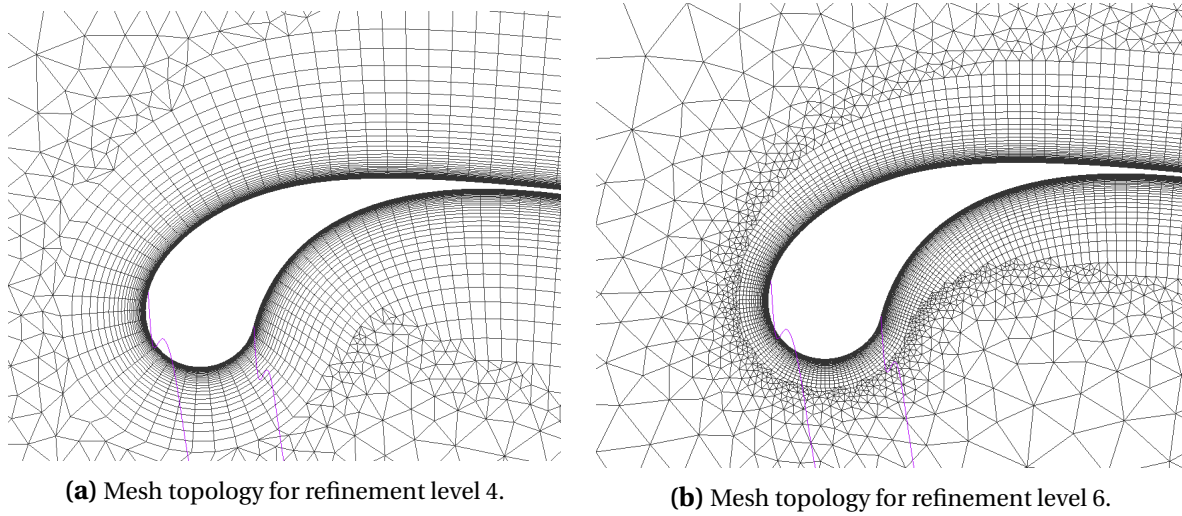 (a) Mesh topology for refinement level 4.
(b) Mesh topology for refinement level 6.